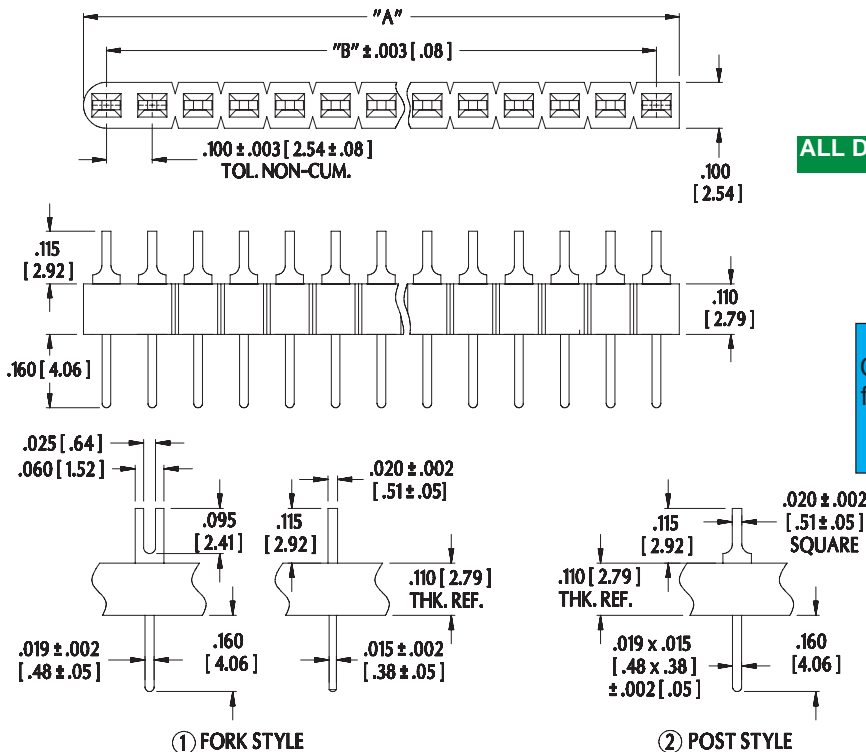 "A"
"B" ±.003 [.08]
.100 ±.003 [2.54 ±.08]
TOL. NON-CUM.
.100
[2.54]
ALL D
.115
[2.92]
.110
[2.79]
.160 [4.06]
.025 [.64]
.060 [1.52]
.095
[2.41]
.019 ±.002
[.48 ±.05]
.160
[4.06]
.020 ±.002
[.51 ±.05]
.115
[2.92]
.110 [2.79]
THK. REF.
.015 ±.002
[.38 ±.05]
.020 ±.002
[.51 ±.05]
SQUARE
.115
[2.92]
.110 [2.79]
THK. REF.
.019 x .015
[.48 x .38]
±.002 [.05]
.160
[4.06]
1 FORK STYLE
2 POST STYLE